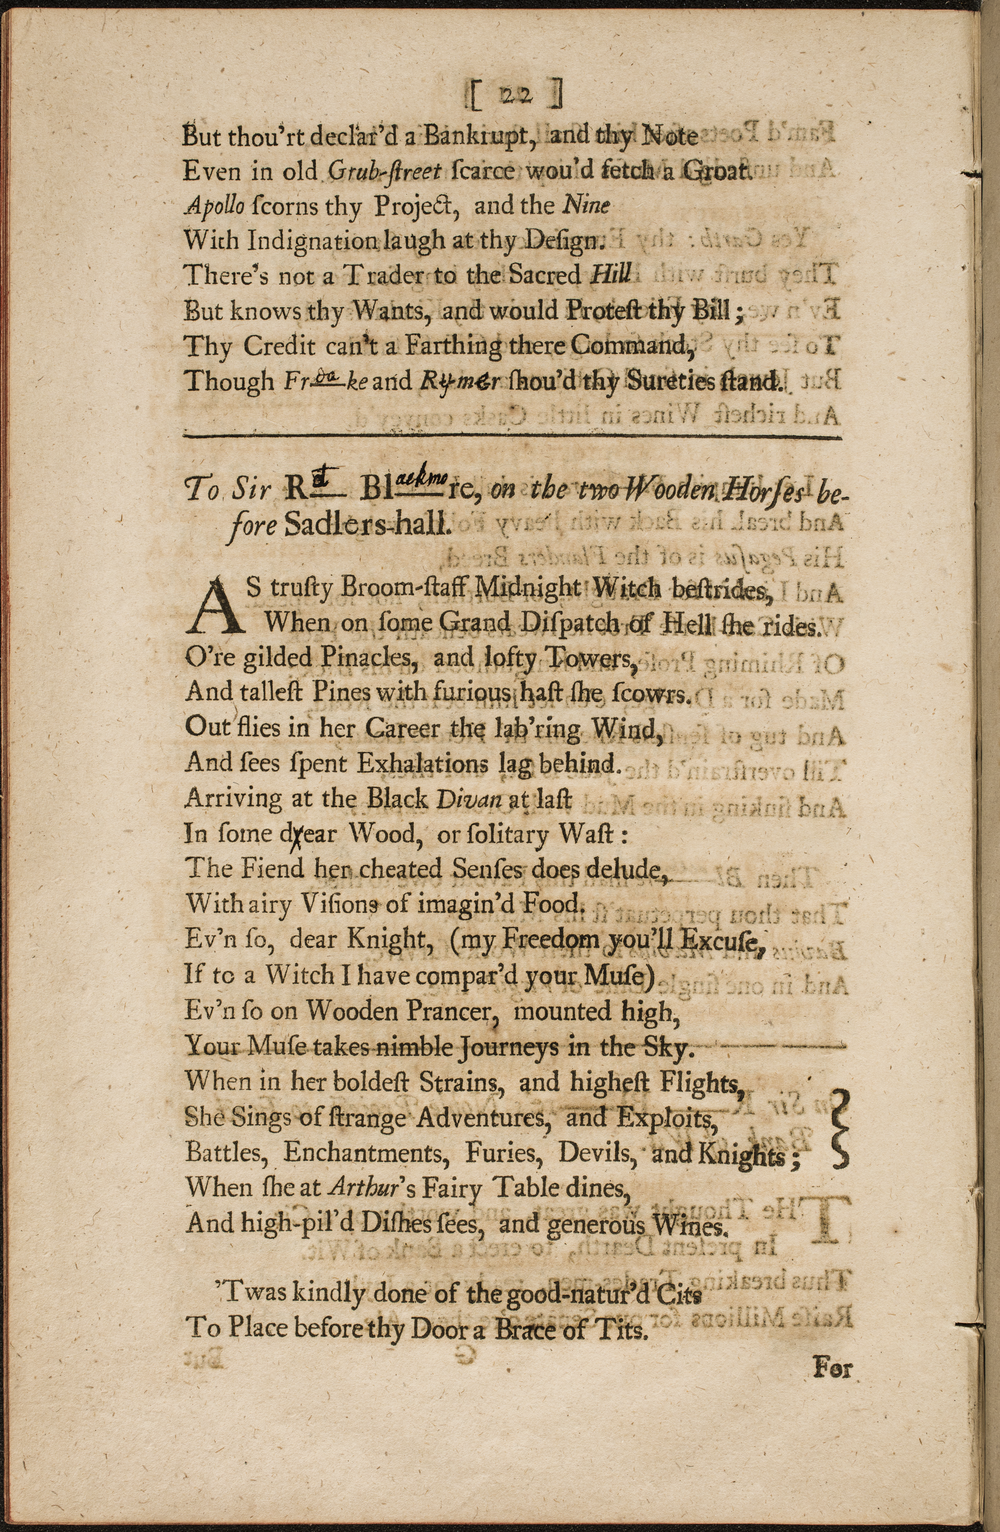 [ 22 ]
But thou'rt declar'd a Bankrupt, and thy Note
Even in old Grub-ſtreet ſcarce wou'd fetch a Groat.
Apollo ſcorns thy Project, and the Nine
With Indignation laugh at thy Deſign.
There's not a Trader to the Sacred Hill
But knows thy Wants, and would Proteſt thy Bill;
Thy Credit can't a Farthing there Command,
Though Fr—ke and Rymer ſhou'd thy Sureties ſtand.
To Sir Rd Blackmore, on the two Wooden Horſes be-
fore Sadlers-hall.
AS truſty Broom-ſtaff Midnight Witch beſtrides,
When on ſome Grand Diſpatch of Hell ſhe rides.
O're gilded Pinacles, and lofty Towers,
And talleſt Pines with furious haſt ſhe ſcowrs.
Out flies in her Career the lab'ring Wind,
And ſees ſpent Exhalations lag behind.
Arriving at the Black Divan at laſt
In ſome drear Wood, or ſolitary Waſt:
The Fiend her cheated Senſes does delude,
With airy Viſions of imagin'd Food.
Ev'n ſo, dear Knight, (my Freedom you'll Excuſe,
If to a Witch I have compar'd your Muſe)
Ev'n ſo on Wooden Prancer, mounted high,
Your Muſe takes nimble Journeys in the Sky.
When in her boldeſt Strains, and higheſt Flights,
She Sings of ſtrange Adventures, and Exploits,
Battles, Enchantments, Furies, Devils, and Knights;
When ſhe at Arthur's Fairy Table dines,
And high-pil'd Diſhes ſees, and generous Wines.
'Twas kindly done of the good-natur'd Cits
To Place before thy Door a Brace of Tits.
For